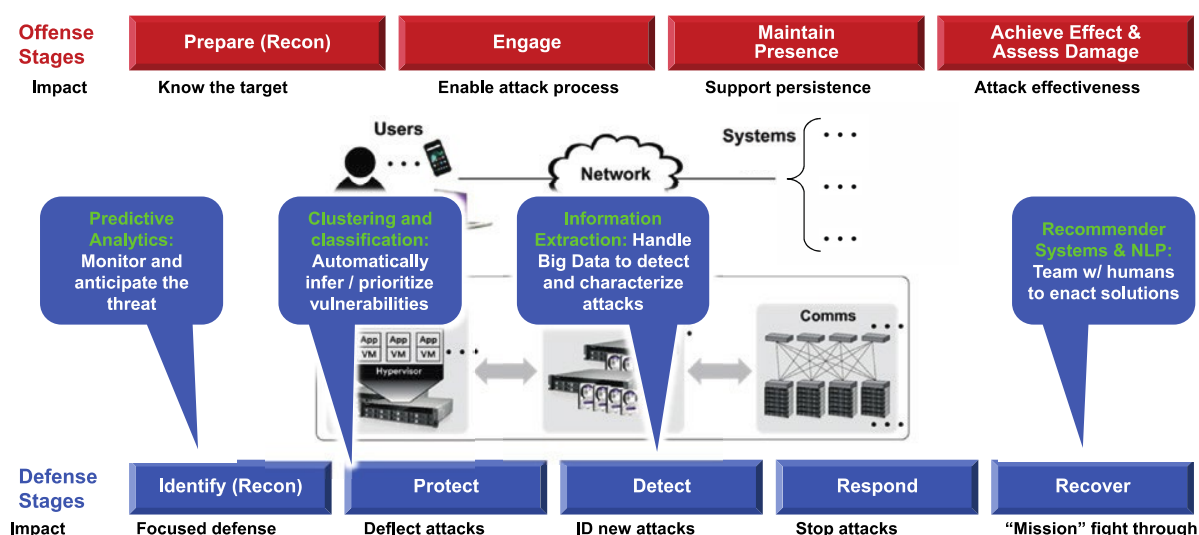 Offense
Stages
Prepare (Recon)
Engage
Maintain
Presence
Achieve Effect &
Assess Damage
Impact
Know the target
Enable attack process
Support persistence
Attack effectiveness
Users
Network
Systems
Predictive
Analytics:
Monitor and
anticipate the
threat
Clustering and
classification:
Automatically
infer / prioritize
vulnerabilities
Information
Extraction: Handle
Big Data to detect
and characterize
attacks
Recommender
Systems & NLP:
Team w/ humans
to enact solutions
App App App
VM VM VM
Hypervisor
Comms
Defense
Stages
Identify (Recon)
Protect
Detect
Respond
Recover
Impact
Focused defense
Deflect attacks
ID new attacks
Stop attacks
“Mission” fight through